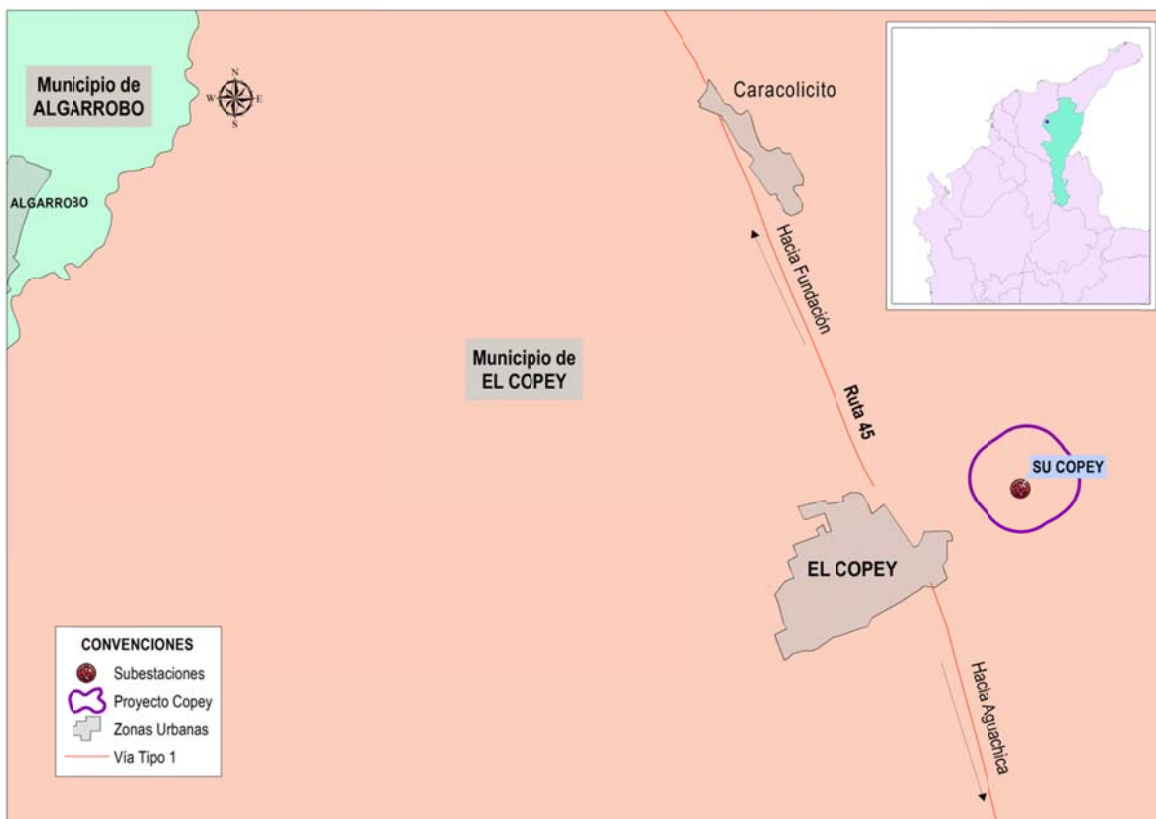 Municipio de
ALGARROBO
N
W
E
S
ALGARROBO
Caracolicito
Hacia Fundación
Ruta 45
Municipio de
EL COPEY
SU COPEY
EL COPEY
Hacia Aguachica
CONVENCIONES
Subestaciones
Proyecto Copey
Zonas Urbanas
Vía Tipo 1